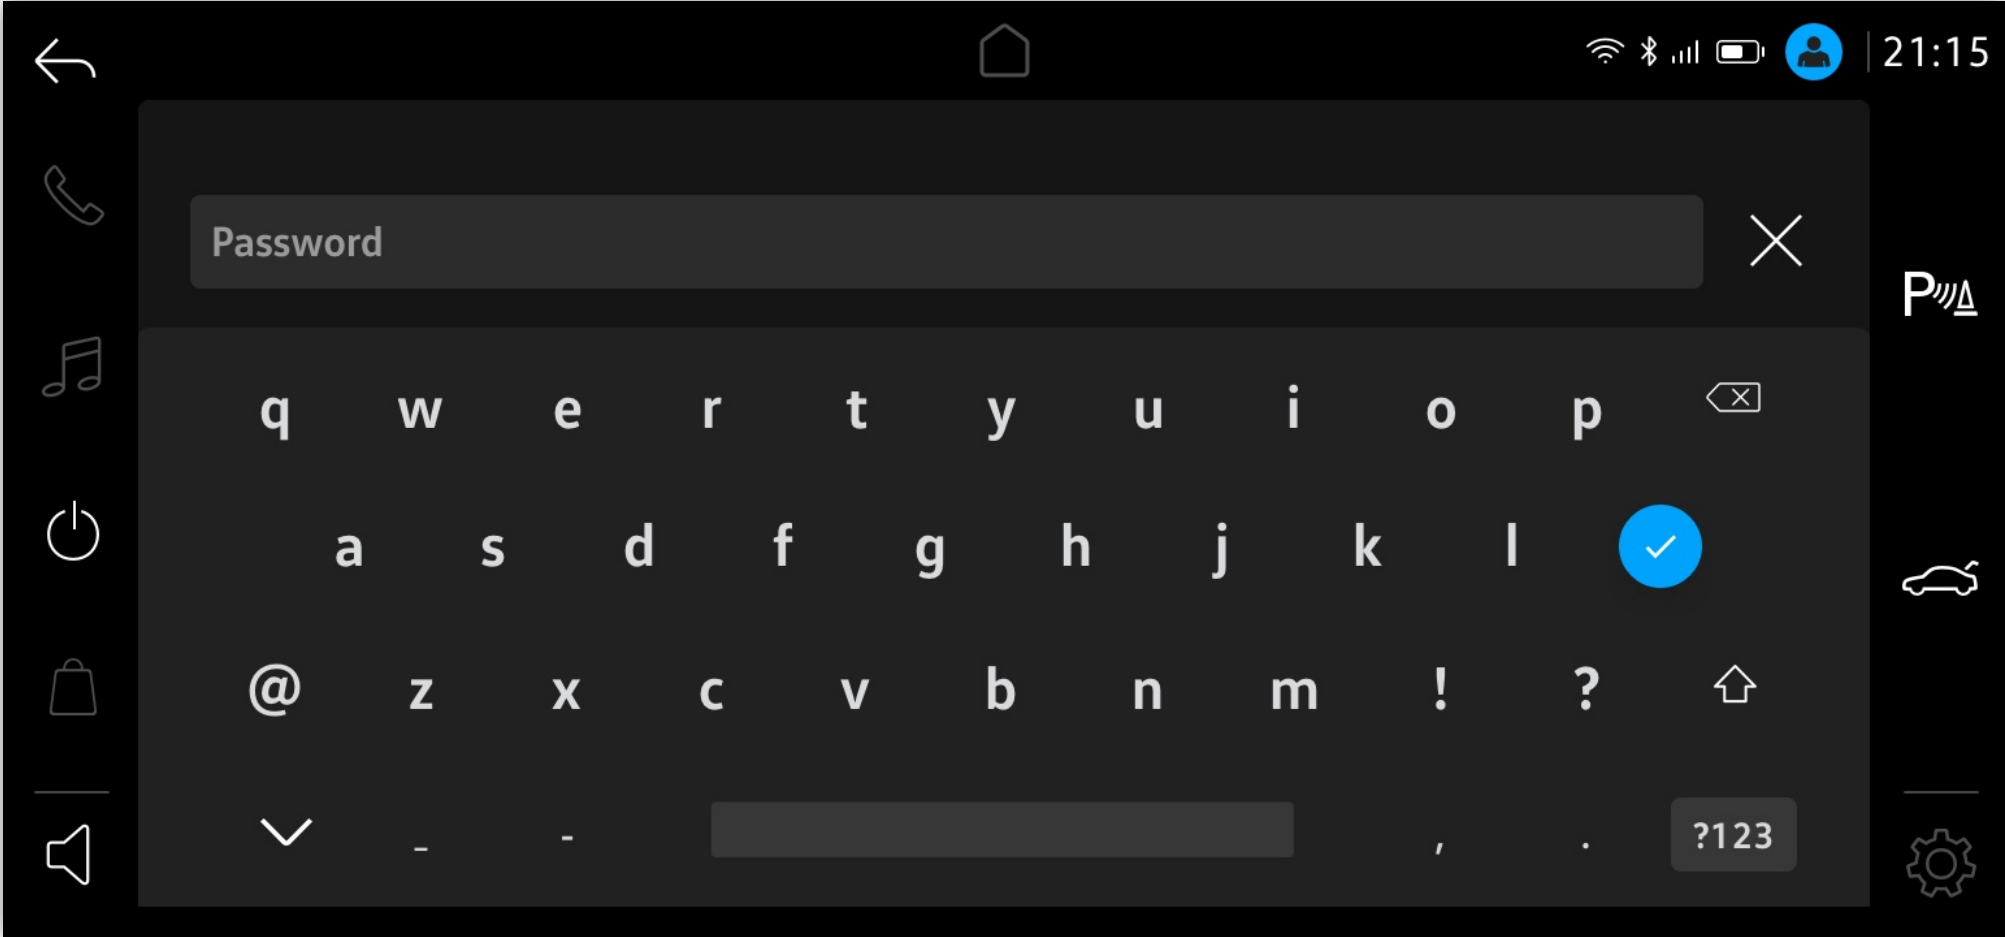 21:15
Password
P
q w e r t y u i o p
a s d f g h j k l
@ z x c v b n m ! ?
_ - , . ?123